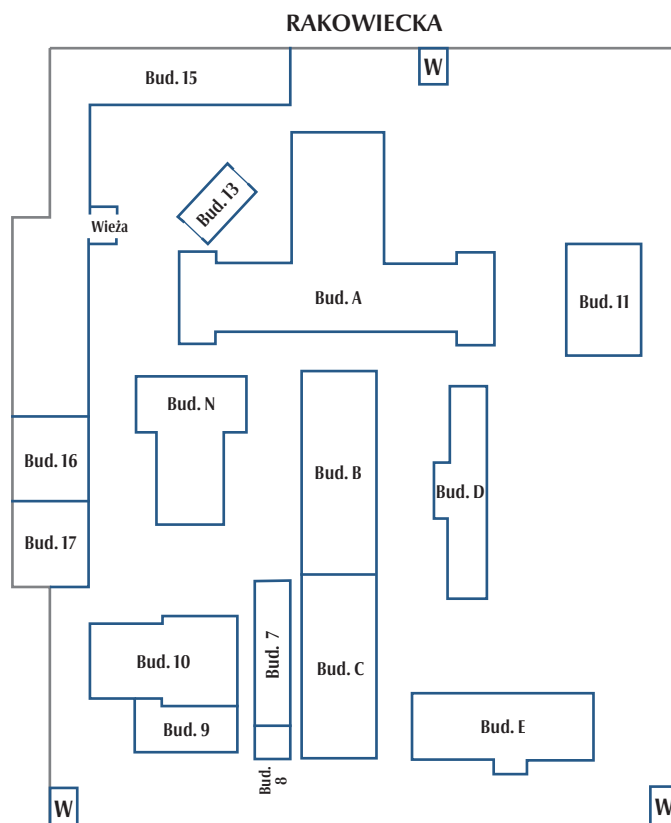 RAKOWIECKA
W
Bud. 15
Bud. 13
Wieża
Bud. A
Bud. 11
Bud. N
Bud. 16
Bud. B
Bud. D
Bud. 17
Bud. 7
Bud. 10
Bud. C
Bud. 9
Bud. E
Bud.
8
W
W